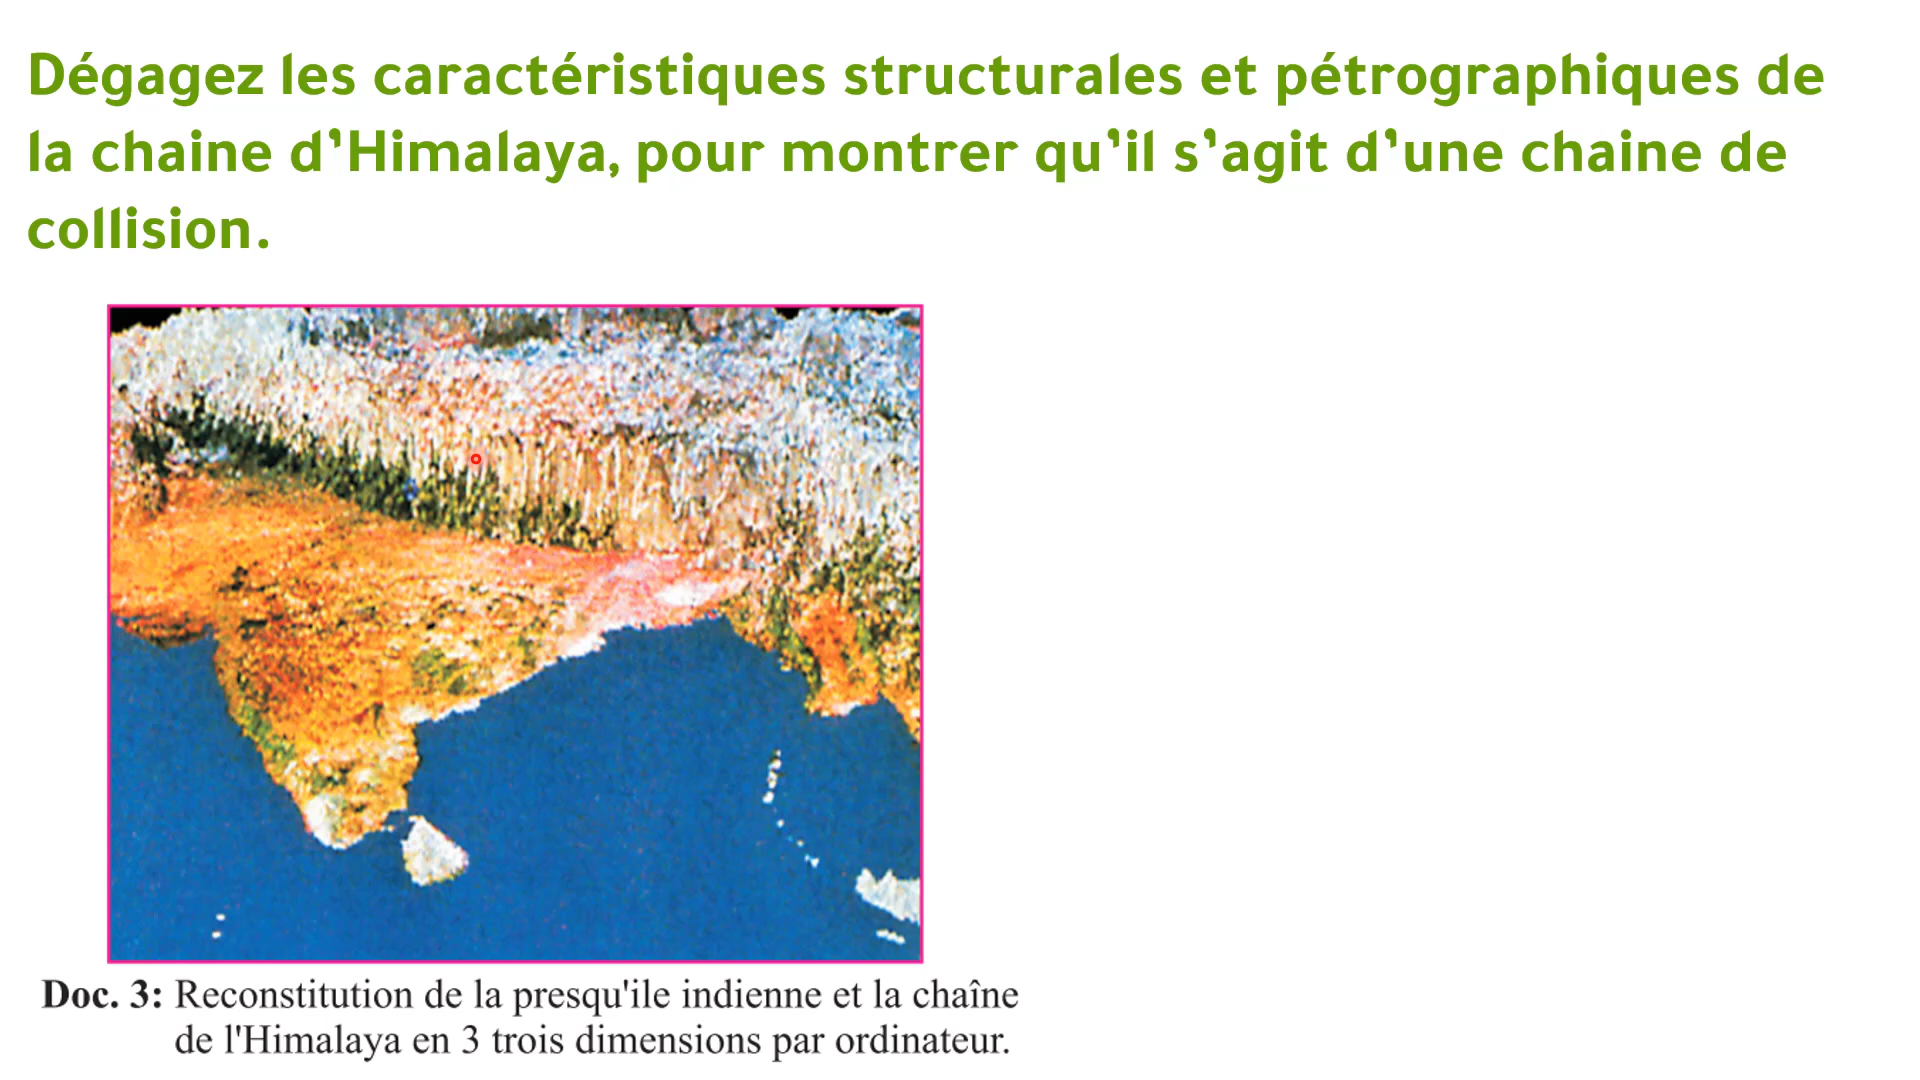 Dégagez les caractéristiques structurales et pétrographiques de
la chaine d’Himalaya, pour montrer qu’il s’agit d’une chaine de
collision.
Doc. 3: Reconstitution de la presqu'ile indienne et la chaîne
de l'Himalaya en 3 trois dimensions par ordinateur.